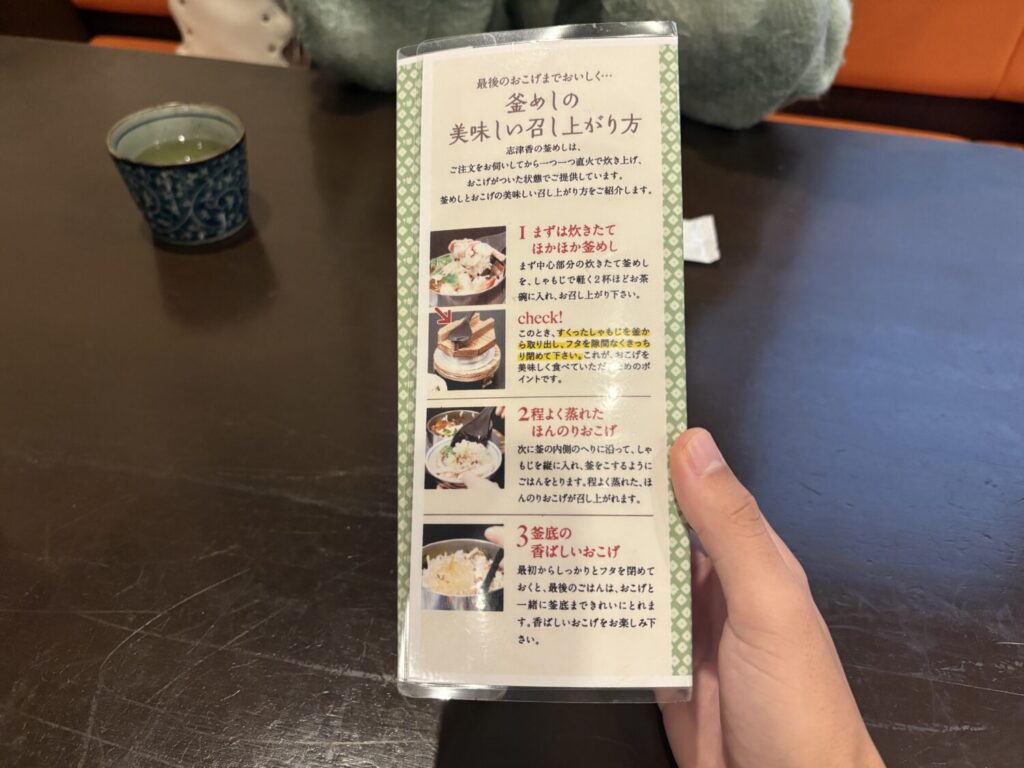 最後のおこげまでおいしく…
釜めしの
美味しい召し上がり方
志津香の釜めしは、
ご注文をお伺いしてから一つ一つ直火で炊き上げ、
おこげがついた状態でご提供しています。
釜めしとおこげの美味しい召し上がり方をご紹介します。
1 まずは炊きたて
ほかほか釜めし
まず中心部分の炊きたて釜めし
を、しゃもじで軽く2杯ほどお茶
碗に入れ、お召し上がり下さい。
check!
このとき、すくったしゃもじを釜か
ら取り出し、フタを隙間なくきっち
り閉めて下さい。これが、おこげを
美味しく食べていただ ためのポ
イントです。
2 程よく蒸れた
ほんのりおこげ
次に釜の内側のへりに沿って、しゃ
もじを縦に入れ、釜をこするように
ごはんをとります。程よく蒸れた、ほ
んのりおこげが召し上がれます。
3 釜底の
香ばしいおこげ
最初からしっかりとフタを閉めて
おくと、最後のごはんは、おこげと
一緒に釜底まできれいにとれま
す。香ばしいおこげをお楽しみ下
さい。